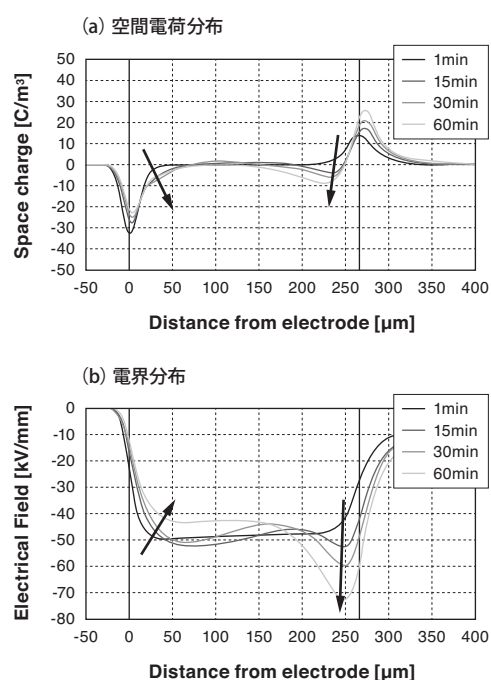 (a) 空間電荷分布
Space charge [C/m³]
50
40
30
20
10
0
-10
-20
-30
-40
-50
1min
15min
30min
60min
-50 0 50 100 150 200 250 300 350 400
Distance from electrode [μm]
(b) 電界分布
Electrical Field [kV/mm]
0
-10
-20
-30
-40
-50
-60
-70
-80
1min
15min
30min
60min
-50 0 50 100 150 200 250 300 350 400
Distance from electrode [μm]